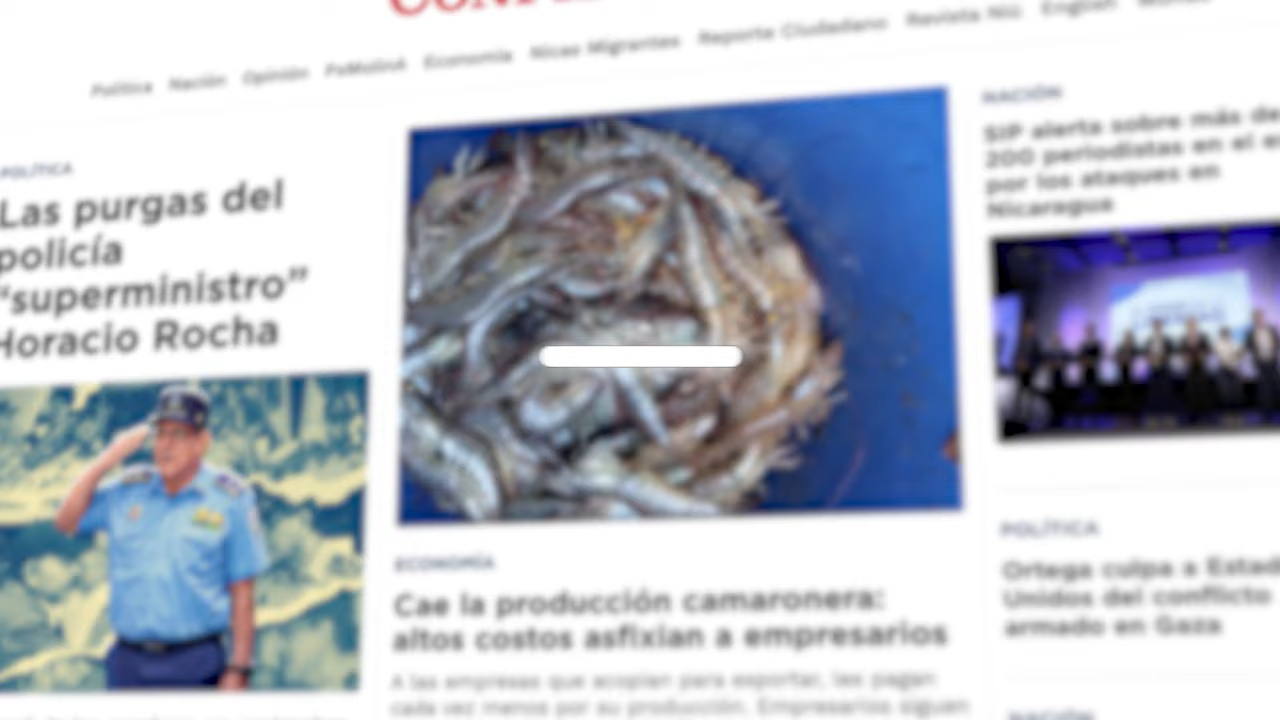 Política Nación Opinión PxMolinA Economía Nicas Migrantes Reporte Ciudadano Revista Niú English
POLÍTICA
Las purgas del
policía
“superministro”
Horacio Rocha
ECONOMÍA
Cae la producción camaronera:
altos costos asfixian a empresarios
A las empresas que acopian para exportar, les pagan
cada vez menos por su producción. Empresarios siguen
NACIÓN
SIP alerta sobre más de
200 periodistas en el
por los ataques en
Nicaragua
POLÍTICA
Ortega culpa a
Unidos del conflicto
armado en Gaza
NACIÓN